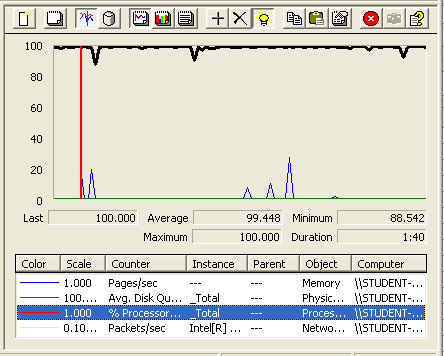 100
80
60
40
20
0
Last 100.000 Average 99.448 Minimum 88.542
Maximum 100.000 Duration 1:40
Color Scale Counter Instance Parent Object Computer
1.000 Pages/sec --- --- Memory \\STUDENT-...
100.... Avg. Disk Qu... _Total --- Physic... \\STUDENT-...
1.000 % Processor... _Total --- Proces... \\STUDENT-...
0.10... Packets/sec Intel[R] ... --- Netwo... \\STUDENT-...